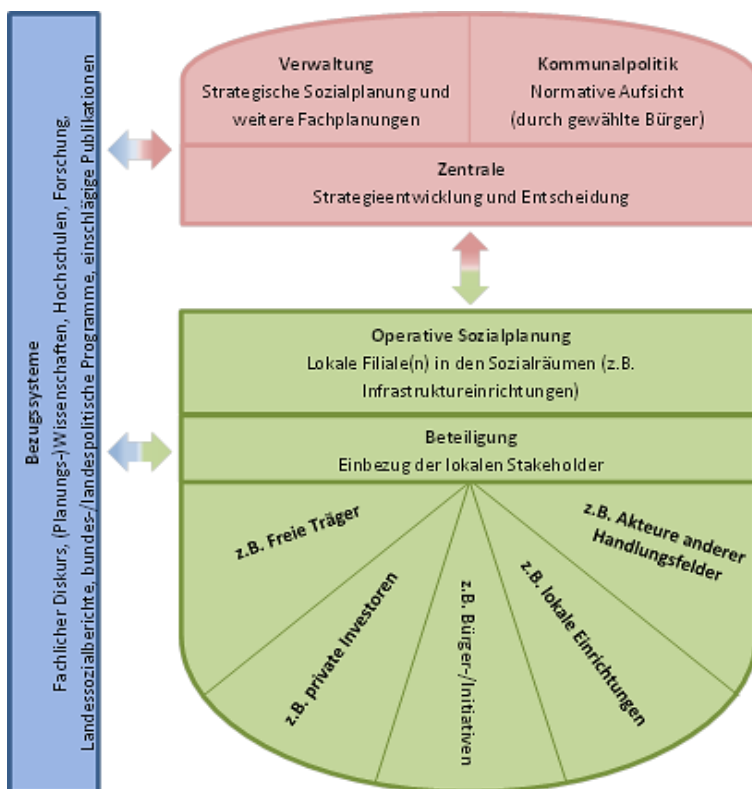 Bezugssysteme
Fachlicher Diskurs, (Planungs-)Wissenschaften, Hochschulen, Forschung,
Landessozialberichte, bundes-/landespolitische Programme, einschlägige Publikationen
Verwaltung
Strategische Sozialplanung und
weitere Fachplanungen
Kommunalpolitik
Normative Aufsicht
(durch gewählte Bürger)
Zentrale
Strategieentwicklung und Entscheidung
Operative Sozialplanung
Lokale Filiale(n) in den Sozialräumen (z.B.
Infrastruktureinrichtungen)
Beteiligung
Einbezug der lokalen Stakeholder
z.B. Freie Träger
z.B. private Investoren
z.B. Bürger-/Initiativen
z.B. lokale Einrichtungen
z.B. Akteure anderer
Handlungsfelder